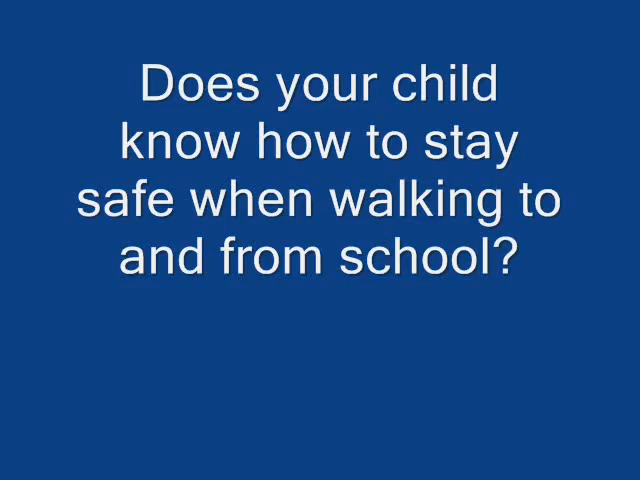 Does your child
know how to stay
safe when walking to
and from school?